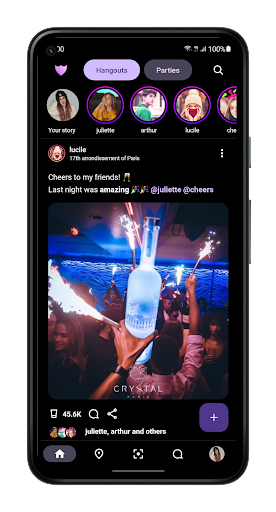 :00
100%
Hangouts
Parties
Your story
juliette
arthur
lucile
che
lucile
17th arrondissement of Paris
Cheers to my friends! 🥂
Last night was amazing 🎉🎉 @juliette @cheers
CRYSTAL
PARIS
45.6K
juliette, arthur and others